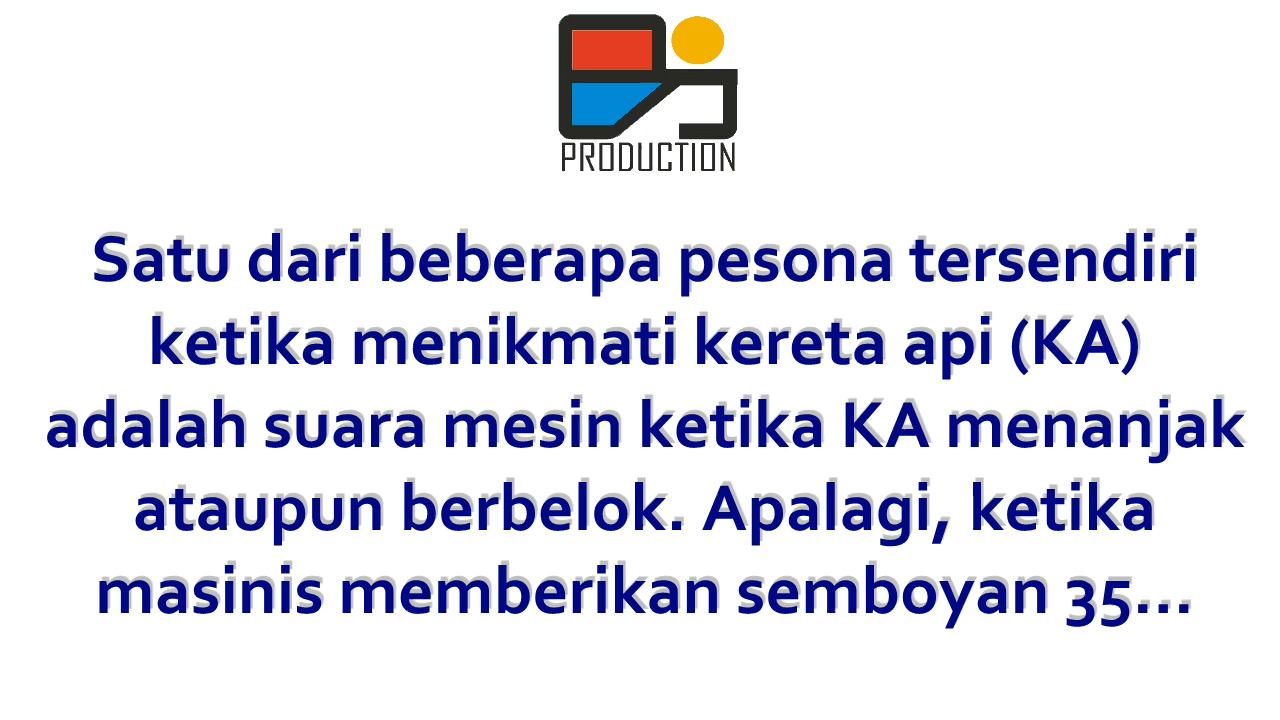 PRODUCTION
Satu dari beberapa pesona tersendiri
ketika menikmati kereta api (KA)
adalah suara mesin ketika KA menanjak
ataupun berbelok. Apalagi, ketika
masinis memberikan semboyan 35...